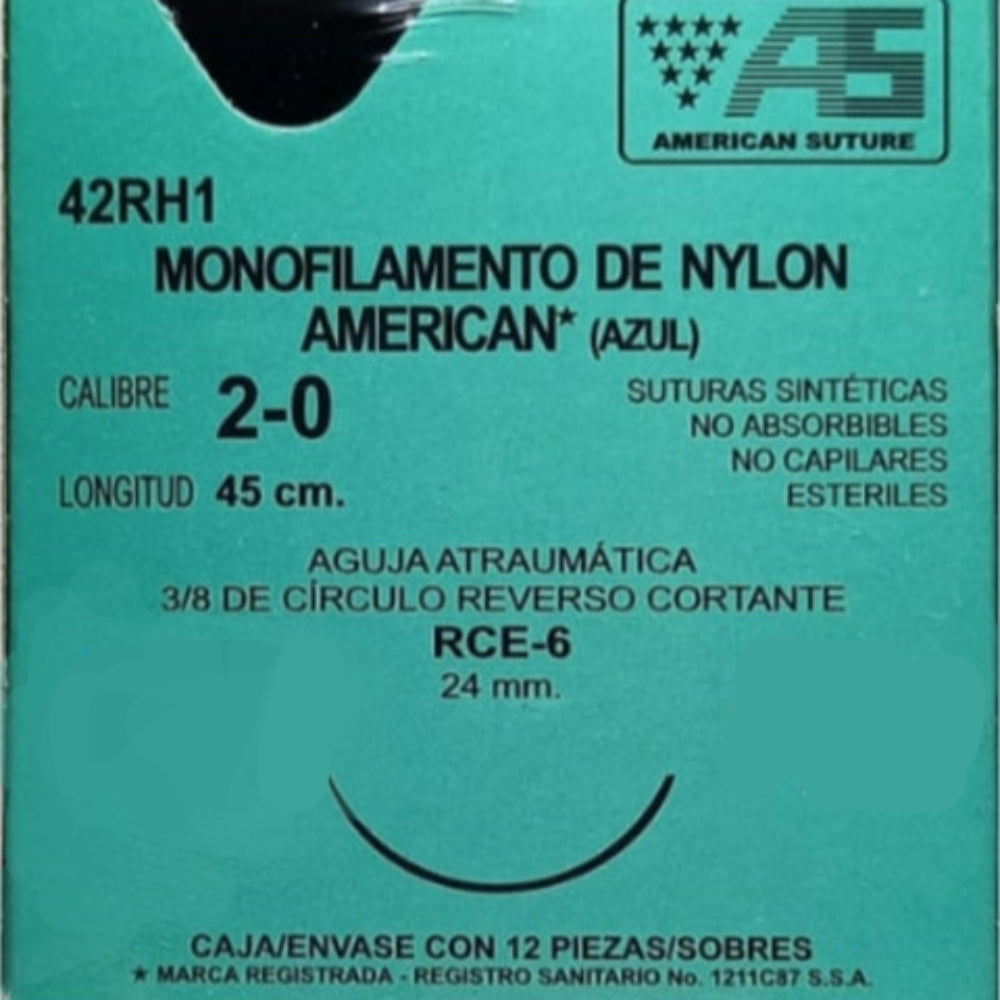 AS
AMERICAN SUTURE
42RH1
MONOFILAMENTO DE NYLON
AMERICAN* (AZUL)
CALIBRE 2-0
LONGITUD 45 cm.
SUTURAS SINTÉTICAS
NO ABSORBIBLES
NO CAPILARES
ESTERILES
AGUJA ATRAUMÁTICA
3/8 DE CÍRCULO REVERSO CORTANTE
RCE-6
24 mm.
CAJA/ENVASE CON 12 PIEZAS/SOBRES
* MARCA REGISTRADA - REGISTRO SANITARIO No. 1211C87 S.S.A.